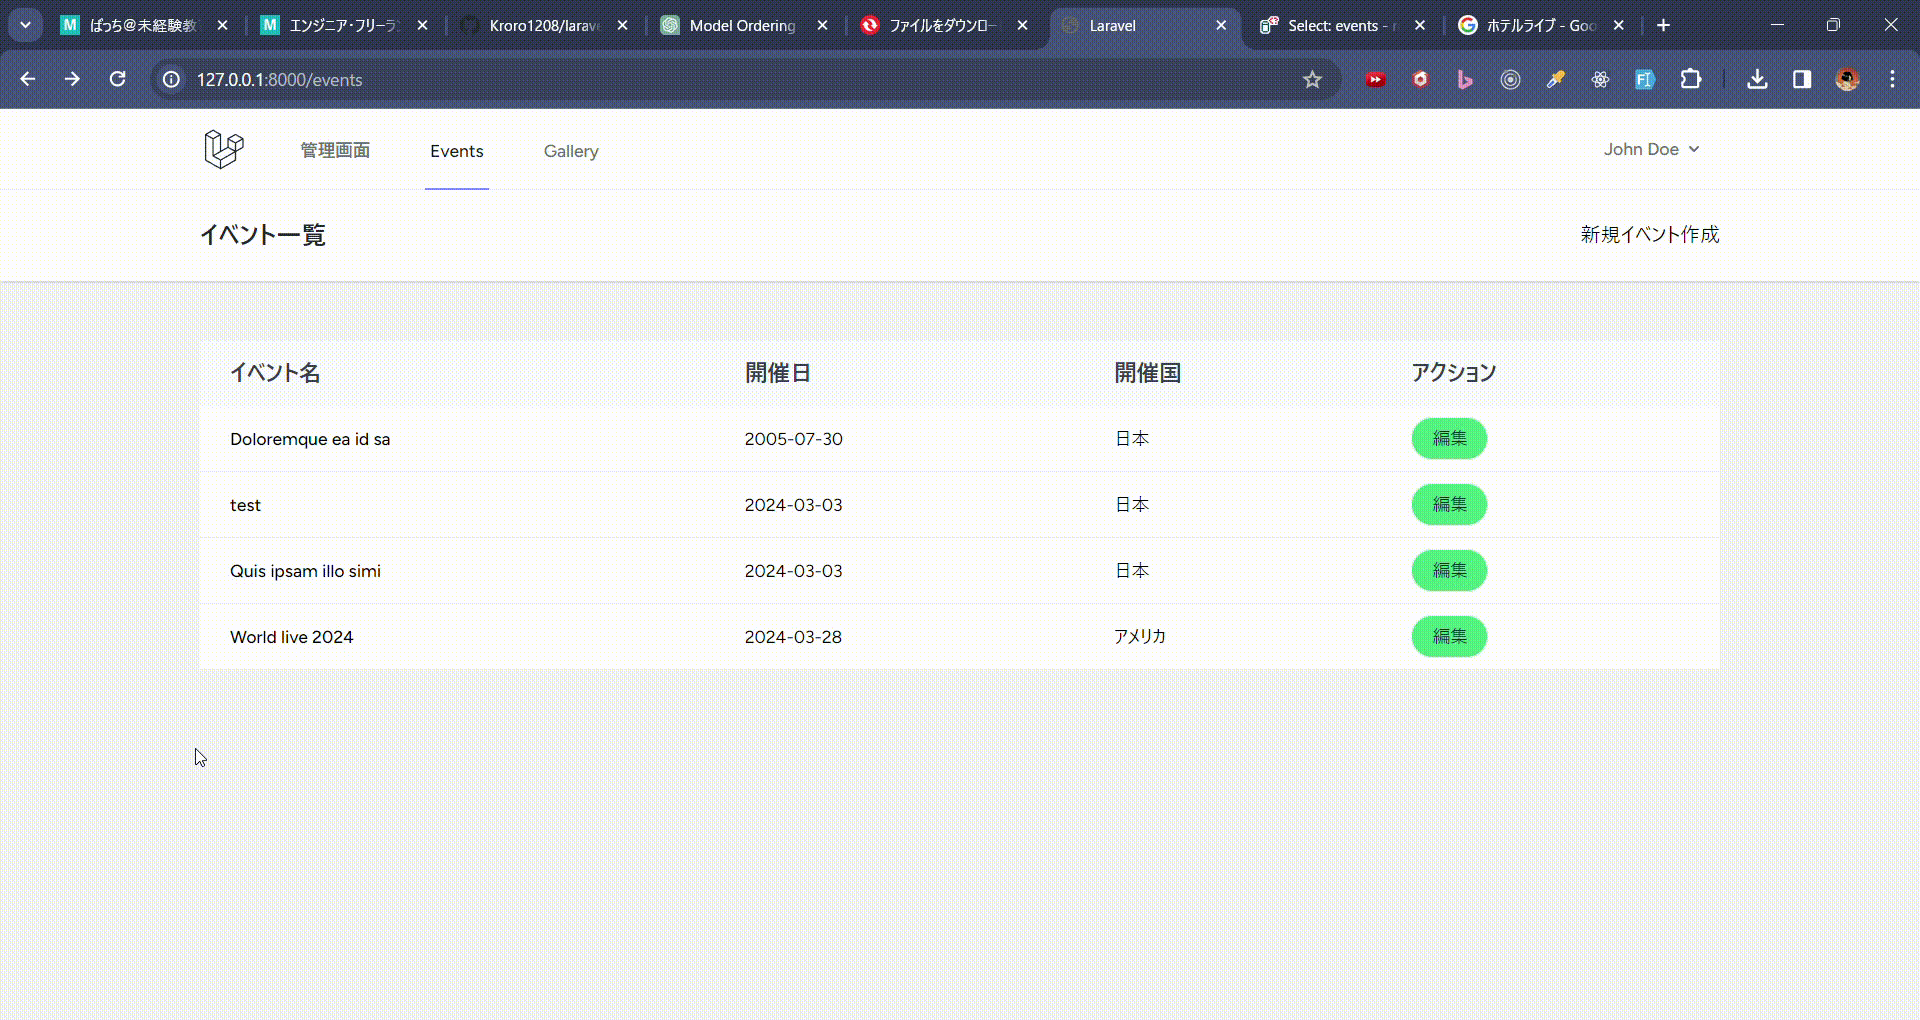 ぱっち＠未経験教
エンジニア・フリーラン
Kroro1208/larave
Model Ordering
ファイルをダウンロー
Laravel
Select: events - r
ホテルライブ - Goo
127.0.0.1:8000/events
管理画面 Events Gallery John Doe
イベント一覧 新規イベント作成
イベント名 開催日 開催国 アクション
Doloremque ea id sa 2005-07-30 日本 編集
test 2024-03-03 日本 編集
Quis ipsam illo simi 2024-03-03 日本 編集
World live 2024 2024-03-28 アメリカ 編集